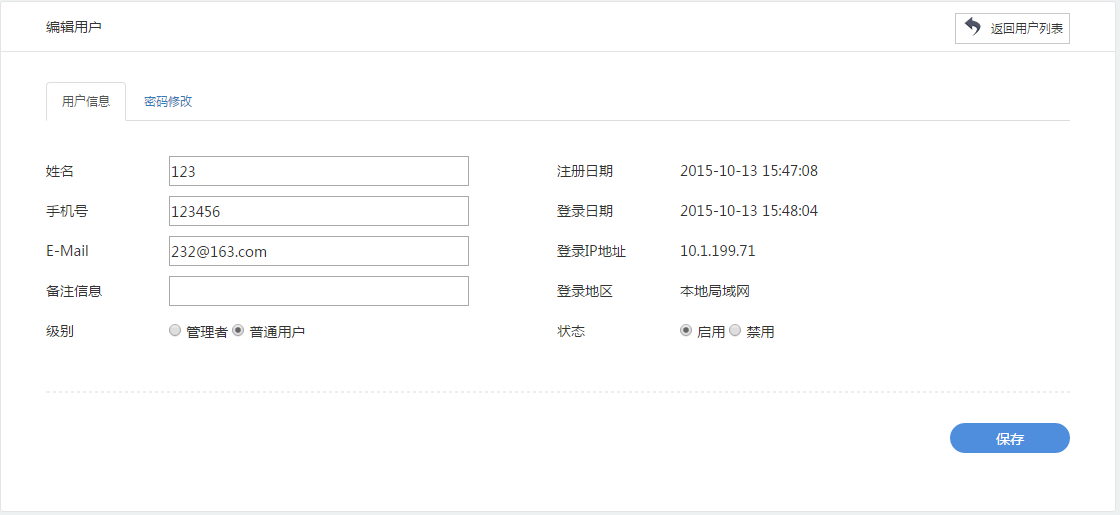 编辑用户
返回用户列表
用户信息 密码修改
姓名 123 注册日期 2015-10-13 15:47:08
手机号 123456 登录日期 2015-10-13 15:48:04
E-Mail 232@163.com 登录IP地址 10.1.199.71
备注信息 登录地区 本地局域网
级别 管理者 普通用户 状态 启用 禁用
保存